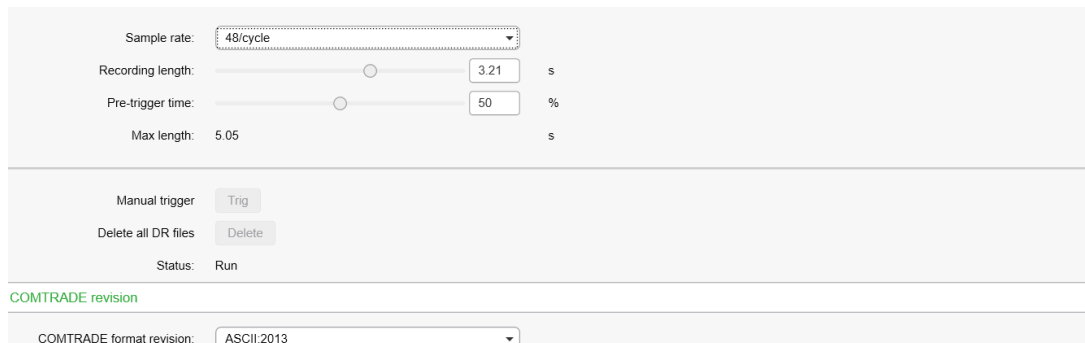 Sample rate: 48/cycle
Recording length: 3.21 s
Pre-trigger time: 50 %
Max length: 5.05 s
Manual trigger Trig
Delete all DR files Delete
Status: Run
COMTRADE revision
COMTRADE format revision: ASCII:2013